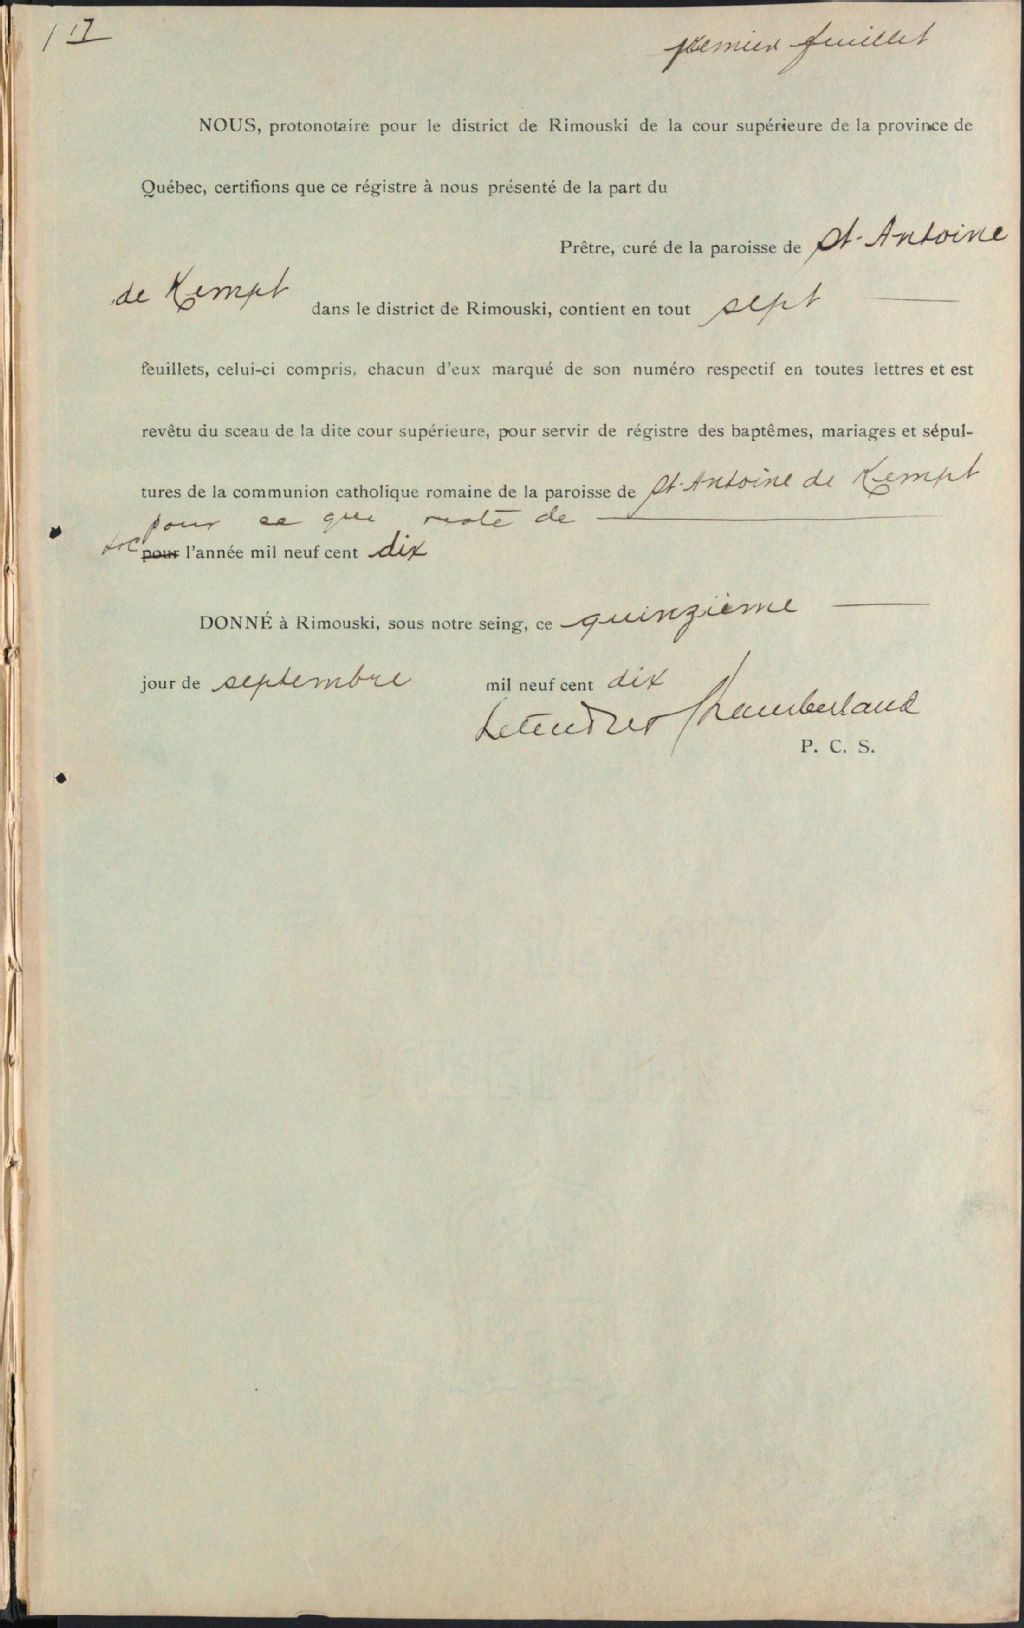 17
premier feuillet
NOUS, protonotaire pour le district de Rimouski de la cour supérieure de la province de
Québec, certifions que ce régistre à nous présenté de la part du
Prêtre, curé de la paroisse de St-Antoine
de Kempt dans le district de Rimouski, contient en tout sept
feuillets, celui-ci compris, chacun d'eux marqué de son numéro respectif en toutes lettres et est
revêtu du sceau de la dite cour supérieure, pour servir de régistre des baptêmes, mariages et sépul-
tures de la communion catholique romaine de la paroisse de St-Antoine de Kempt
pour ce que reste de
pour l'année mil neuf cent dix
DONNÉ à Rimouski, sous notre seing, ce quinzième
jour de septembre mil neuf cent dix
Letendre & Chamberland
P. C. S.